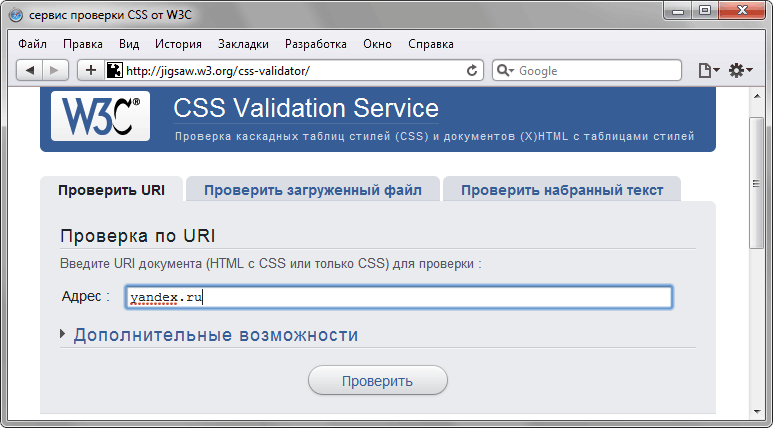 сервис проверки CSS от W3C
Файл Правка Вид История Закладки Разработка Окно Справка
http://jigsaw.w3.org/css-validator/ Google
W3C® CSS Validation Service
Проверка каскадных таблиц стилей (CSS) и документов (X)HTML с таблицами стилей
Проверить URI Проверить загруженный файл Проверить набранный текст
Проверка по URI
Введите URI документа (HTML с CSS или только CSS) для проверки :
Адрес : yandex.ru
Дополнительные возможности
Проверить